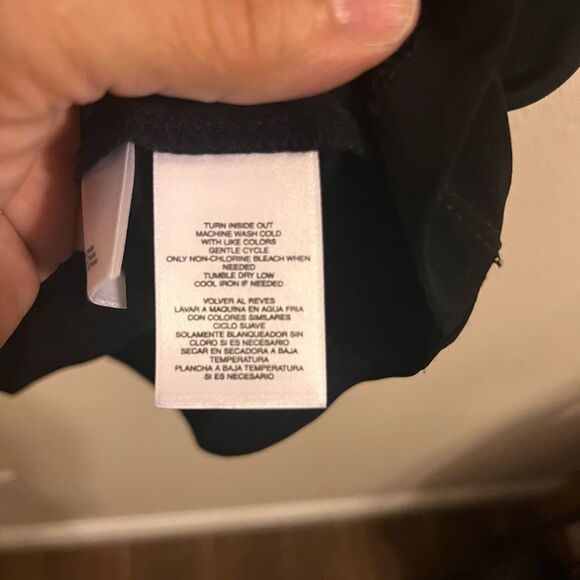 TURN INSIDE OUT
MACHINE WASH COLD
WITH LIKE COLORS
GENTLE CYCLE
ONLY NON-CHLORINE BLEACH WHEN
NEEDED
TUMBLE DRY LOW
COOL IRON IF NEEDED
VOLVER AL REVES
LAVAR A MAQUINA EN AGUA FRIA
CON COLORES SIMILARES
CICLO SUAVE
SOLAMENTE BLANQUEADOR SIN
CLORO SI ES NECESARIO
SECAR EN SECADORA A BAJA
TEMPERATURA
PLANCHA A BAJA TEMPERATURA
SI ES NECESARIO